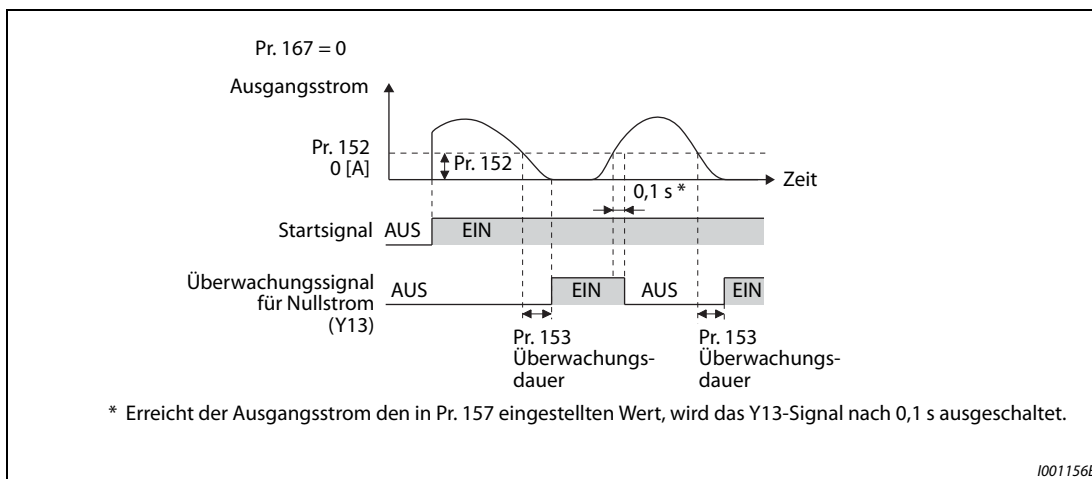 Pr. 167 = 0
Ausgangsstrom
Pr. 152
0 [A]
Pr. 152
Zeit
0,1 s *
Startsignal
AUS
EIN
Überwachungssignal
für Nullstrom
(Y13)
AUS
EIN
AUS
EIN
Pr. 153
Überwachungs-
dauer
Pr. 153
Überwachungs-
dauer
* Erreicht der Ausgangsstrom den in Pr. 157 eingestellten Wert, wird das Y13-Signal nach 0,1 s ausgeschaltet.
I001156E